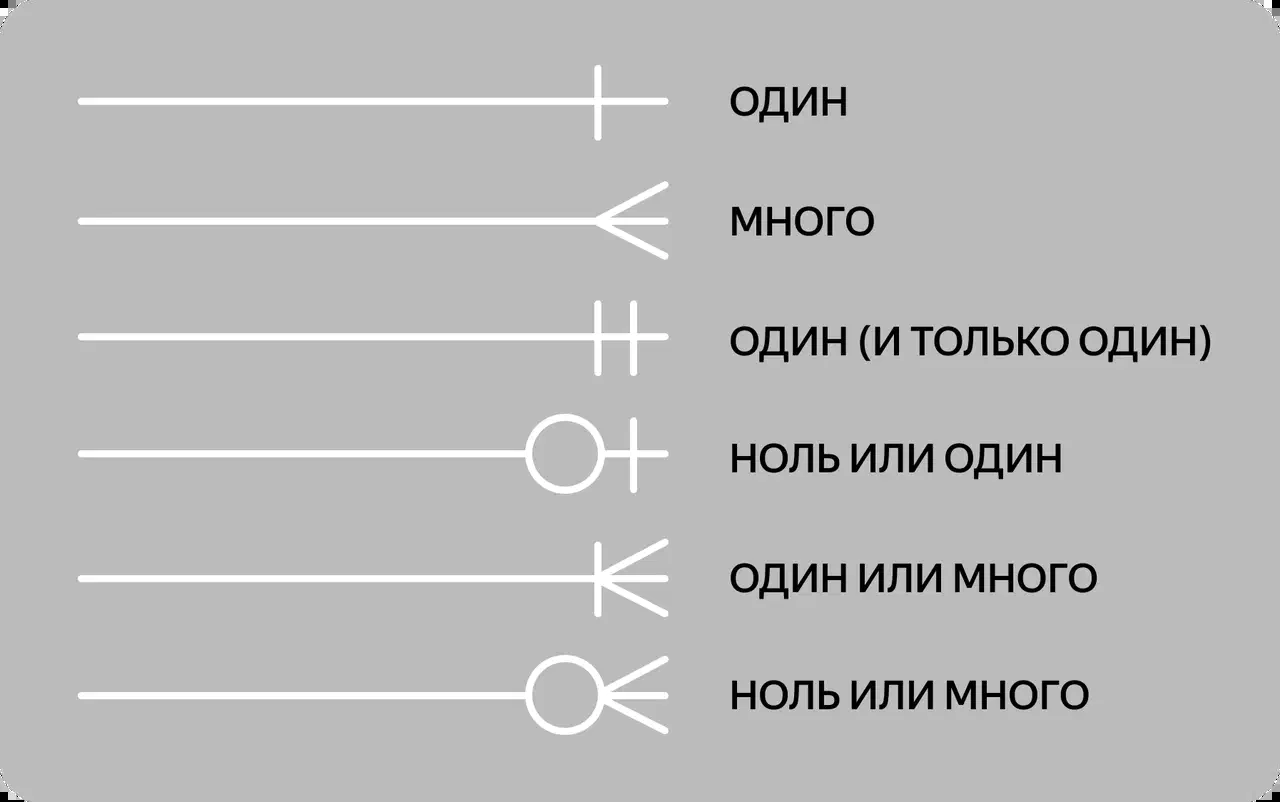 ОДИН
МНОГО
ОДИН (И ТОЛЬКО ОДИН)
НОЛЬ ИЛИ ОДИН
ОДИН ИЛИ МНОГО
НОЛЬ ИЛИ МНОГО